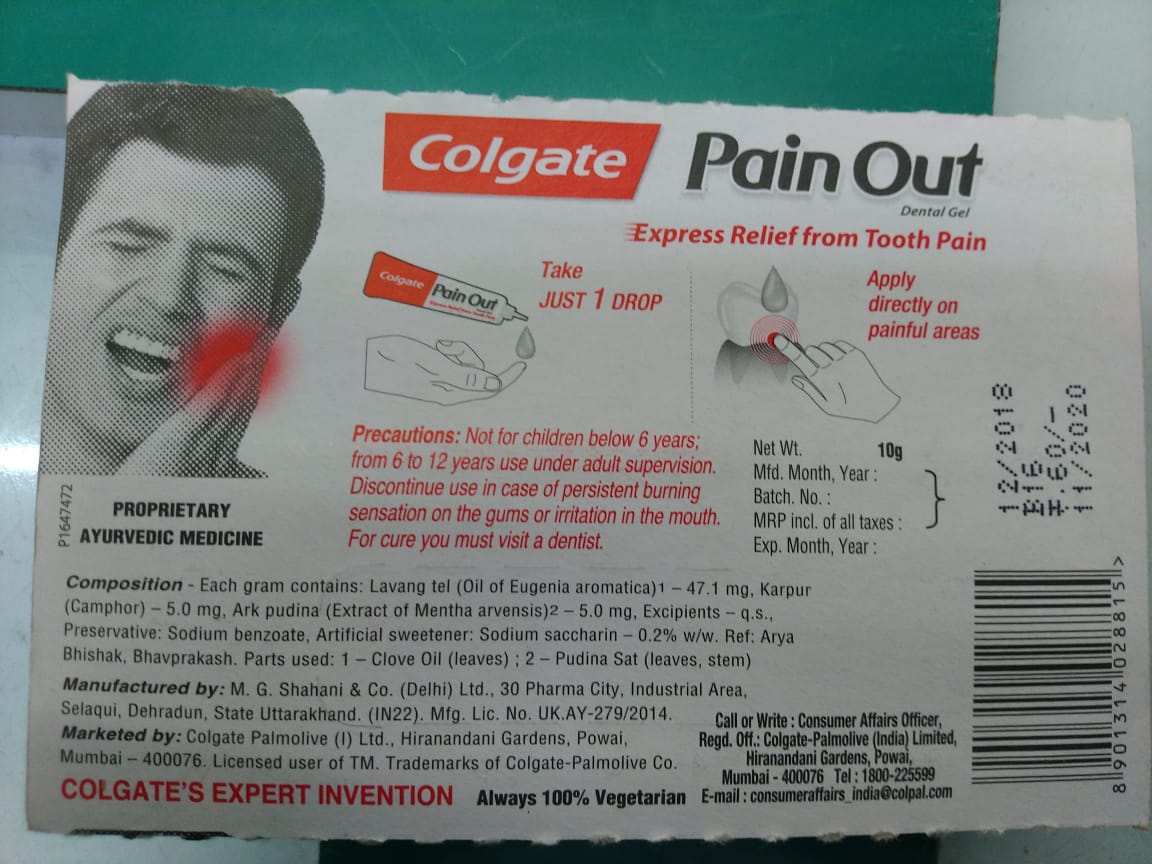 Colgate Pain Out
Dental Gel
Express Relief from Tooth Pain
Colgate Pain Out
Take
JUST 1 DROP
Apply
directly on
painful areas
Precautions: Not for children below 6 years;
from 6 to 12 years use under adult supervision.
Discontinue use in case of persistent burning
sensation on the gums or irritation in the mouth.
For cure you must visit a dentist.
Net Wt. 10g
Mfd. Month, Year :
Batch. No. :
MRP incl. of all taxes :
Exp. Month, Year :
12/2018
B16
₹.60/-
11/2020
P1647472
PROPRIETARY
AYURVEDIC MEDICINE
Composition - Each gram contains: Lavang tel (Oil of Eugenia aromatica)1 – 47.1 mg, Karpur
(Camphor) – 5.0 mg, Ark pudina (Extract of Mentha arvensis)2 – 5.0 mg, Excipients – q.s.,
Preservative: Sodium benzoate, Artificial sweetener: Sodium saccharin – 0.2% w/w. Ref: Arya
Bhishak, Bhavprakash. Parts used: 1 – Clove Oil (leaves) ; 2 – Pudina Sat (leaves, stem)
Manufactured by: M. G. Shahani & Co. (Delhi) Ltd., 30 Pharma City, Industrial Area,
Selaqui, Dehradun, State Uttarakhand. (IN22). Mfg. Lic. No. UK.AY-279/2014.
Marketed by: Colgate Palmolive (I) Ltd., Hiranandani Gardens, Powai,
Mumbai – 400076. Licensed user of TM. Trademarks of Colgate-Palmolive Co.
COLGATE'S EXPERT INVENTION Always 100% Vegetarian
Call or Write : Consumer Affairs Officer,
Regd. Off.: Colgate-Palmolive (India) Limited,
Hiranandani Gardens, Powai,
Mumbai - 400076 Tel : 1800-225599
E-mail : consumeraffairs_india@colpal.com
8 901314 028815 >